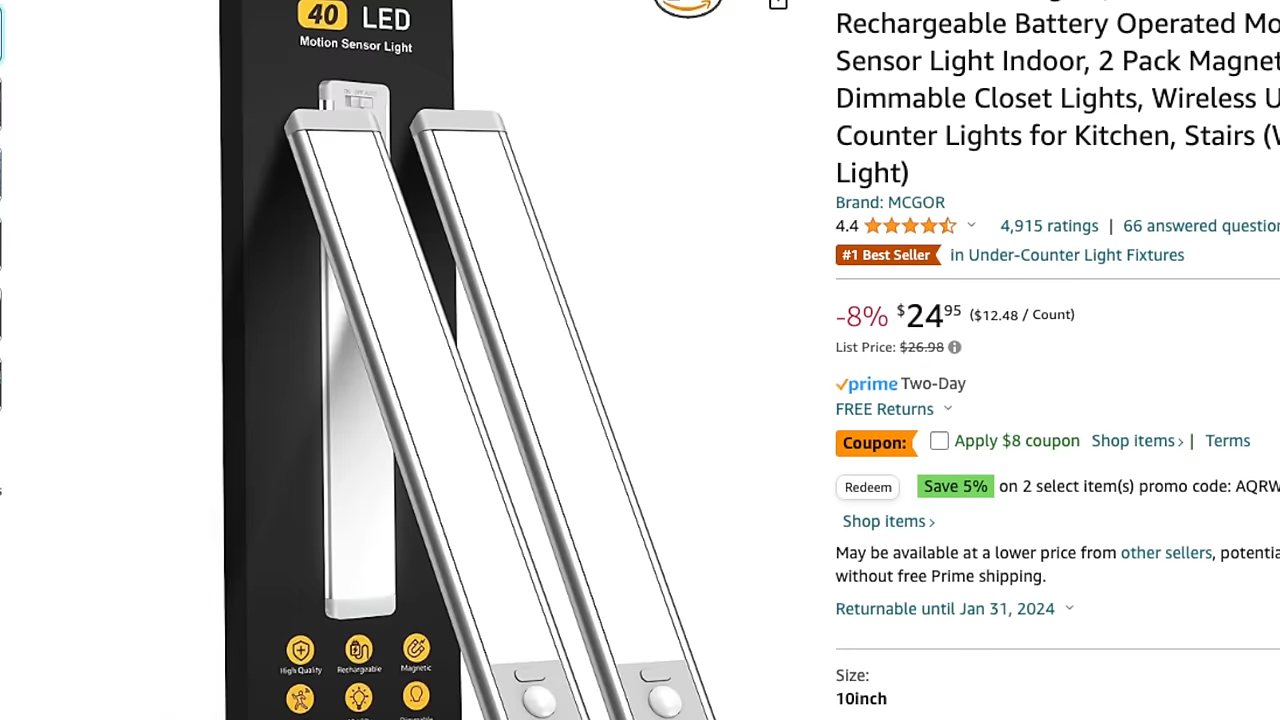 40 LED
Motion Sensor Light
ON OFF AUTO
High Quality
Rechargeable
Magnetic
Rechargeable Battery Operated Mo
Sensor Light Indoor, 2 Pack Magnet
Dimmable Closet Lights, Wireless U
Counter Lights for Kitchen, Stairs (W
Light)
Brand: MCGOR
4.4
4,915 ratings | 66 answered question
#1 Best Seller in Under-Counter Light Fixtures
-8% $24 95 ($12.48 / Count)
List Price: $26.98
prime Two-Day
FREE Returns
Coupon: Apply $8 coupon Shop items› | Terms
Redeem Save 5% on 2 select item(s) promo code: AQRW
Shop items ›
May be available at a lower price from other sellers, potentia
without free Prime shipping.
Returnable until Jan 31, 2024
Size:
10inch